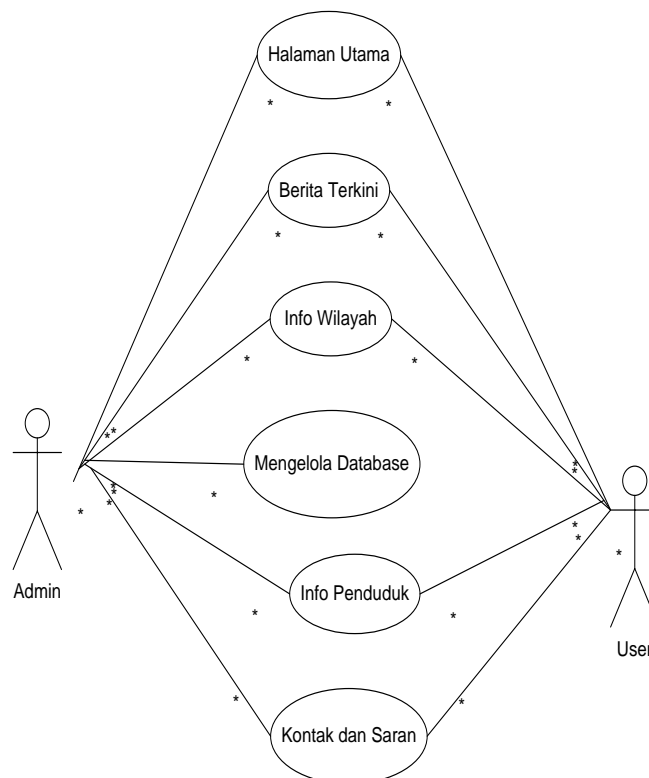 Halaman Utama
*
*
Berita Terkini
*
*
Info Wilayah
*
*
*
*
Mengelola Database
*
*
*
*
*
*
*
*
*
*
*
Admin
Info Penduduk
*
*
User
*
*
Kontak dan Saran